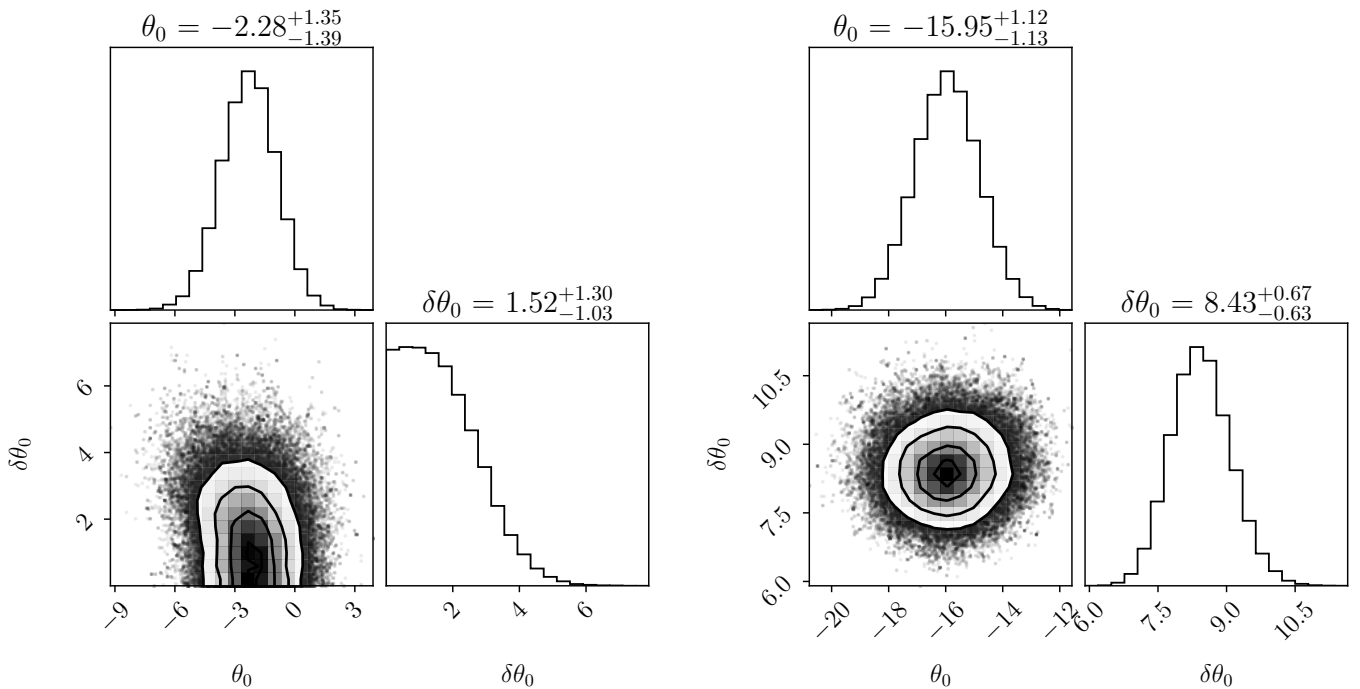 θ₀ = −2.28 +1.35 −1.39
δθ₀ = 1.52 +1.30 −1.03
δθ₀
6
4
2
−9 −6 −3 0 3
2 4 6
θ₀
δθ₀
θ₀ = −15.95 +1.12 −1.13
δθ₀ = 8.43 +0.67 −0.63
δθ₀
10.5
9.0
7.5
6.0
−20 −18 −16 −14 −12
6.0 7.5 9.0 10.5
θ₀
δθ₀